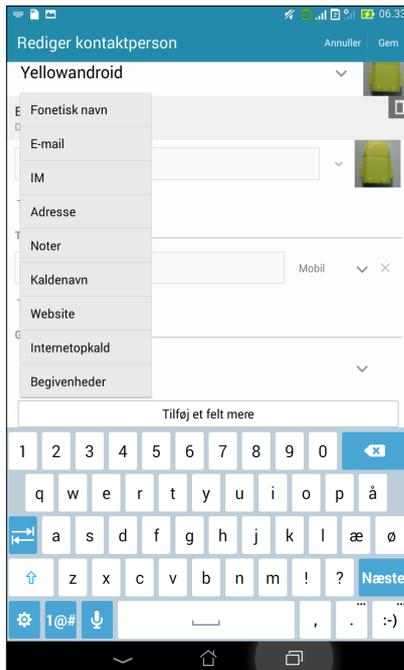 06.33
Rediger kontaktperson Annuller Gem
Yellowandroid
E
D
Fonetisk navn
E-mail
IM
Adresse
Noter
Kaldenavn
Website
Internetopkald
Begivenheder
T
Mobil
G
Tilføj et felt mere
1 2 3 4 5 6 7 8 9 0
q w e r t y u i o p å
a s d f g h j k l æ ø
z x c v b n m ! ? Næste
1@# , . ... :-) ...